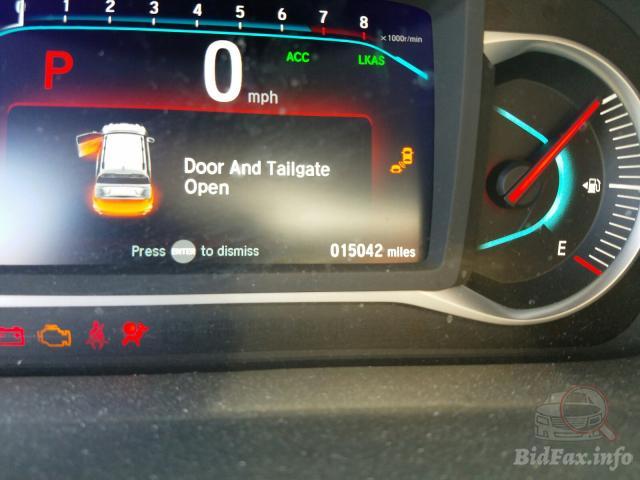 0 1 2 3 4 5 6 7 8
×1000r/min
ACC LKAS
P
0 mph
Door And Tailgate
Open
Press ENTER to dismiss
015042 miles
E
BidFax.info